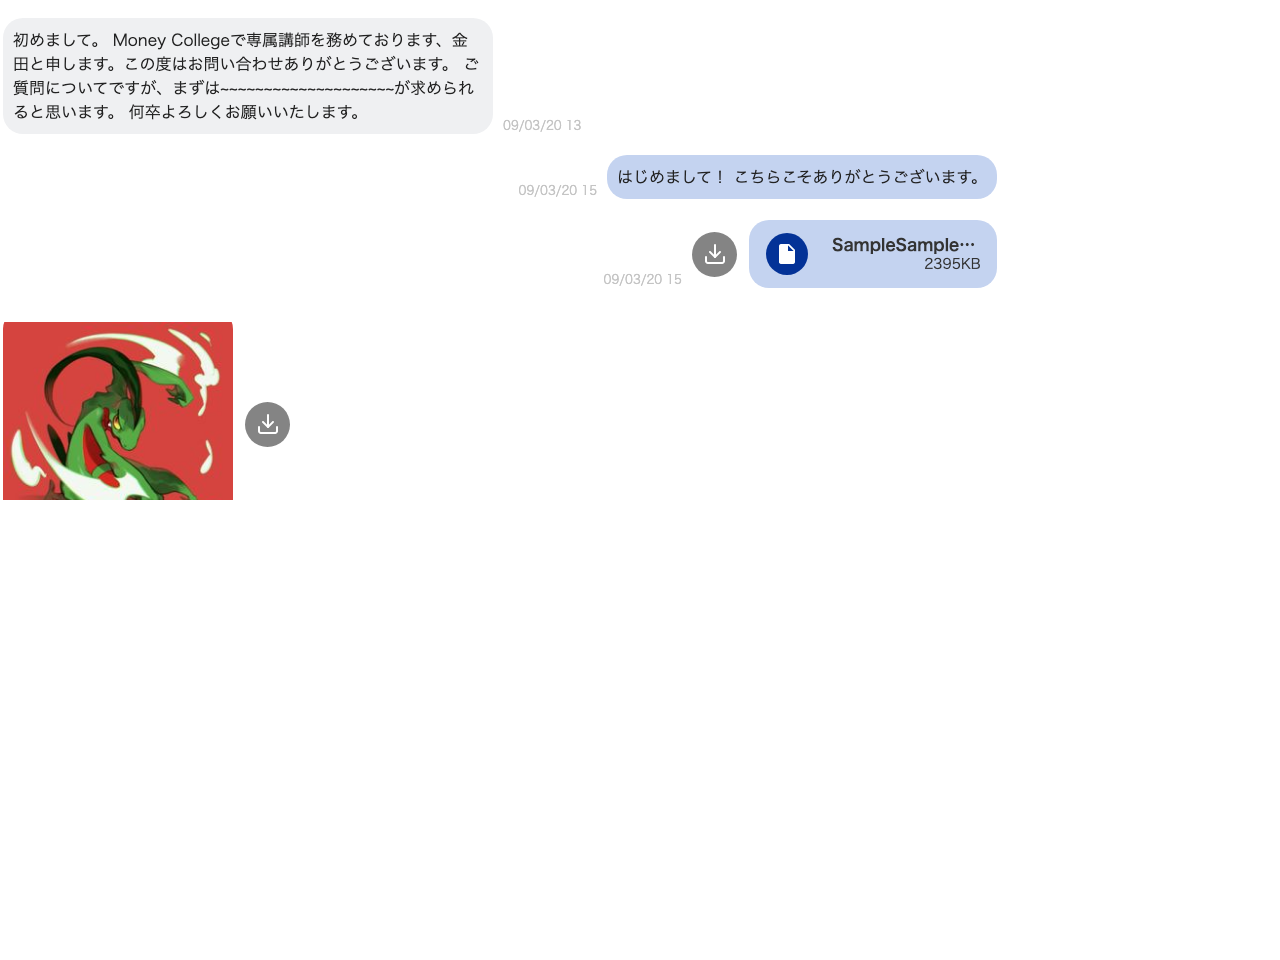 初めまして。 Money Collegeで専属講師を務めております、金
田と申します。この度はお問い合わせありがとうございます。 ご
質問についてですが、まずは~~~~~~~~~~~~~~~~~~~~が求められ
ると思います。 何卒よろしくお願いいたします。
09/03/20 13
はじめまして！ こちらこそありがとうございます。
09/03/20 15
SampleSample…
2395KB
09/03/20 15